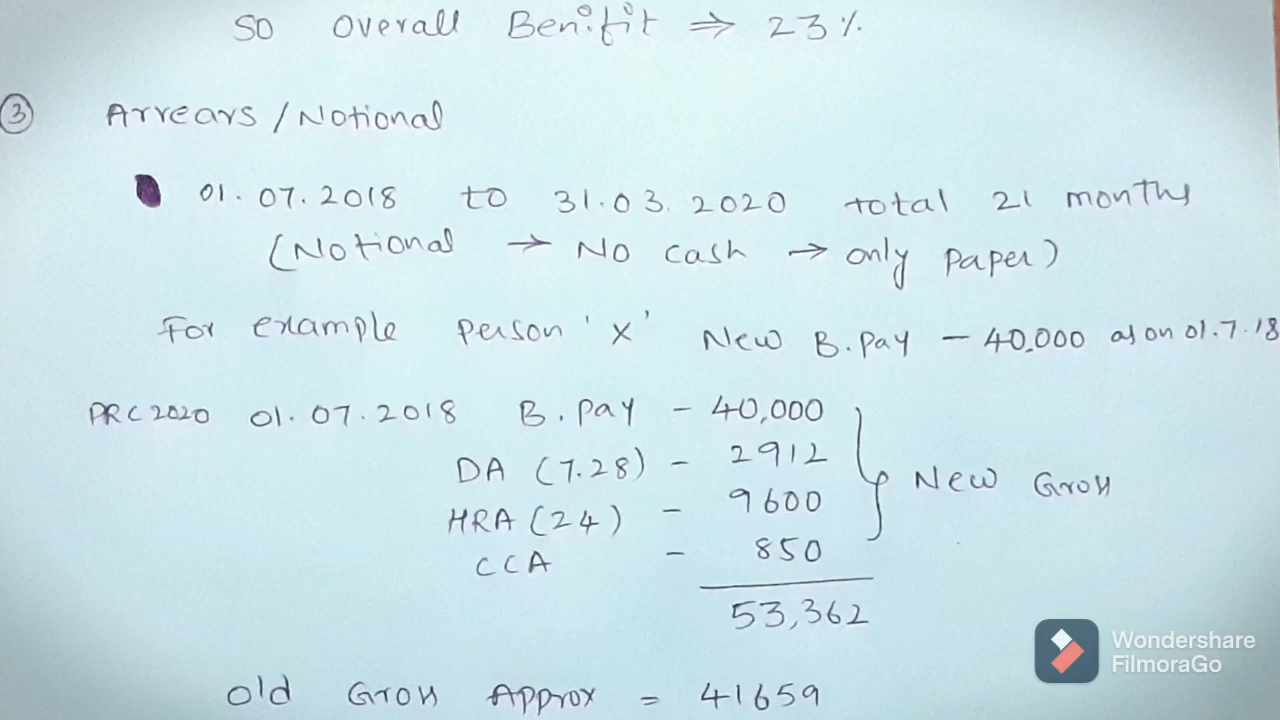 So Overall Benifit ⇒ 23%
③ Arrears/Notional
01.07.2018 to 31.03.2020 total 21 months
(Notional → No cash → only paper)
For example person 'x' New B.pay - 40,000 as on 01.7.18
PRC2020 01.07.2018 B.pay - 40,000
DA (7.28) - 2912
HRA (24) - 9600
New Gross
CCA - 850
53,362
Old Gross Approx = 41659
Wondershare
FilmoraGo